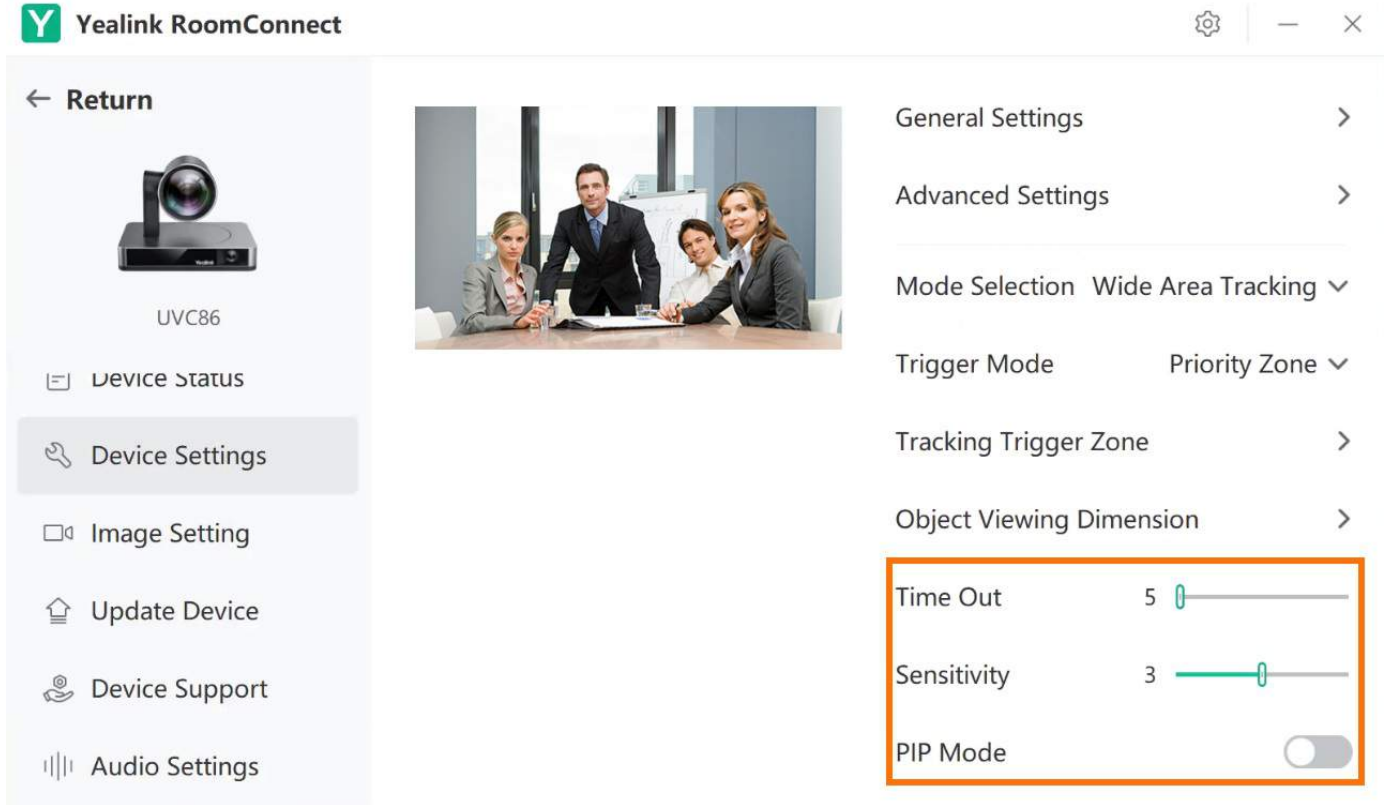 Yealink RoomConnect
Return
UVC86
Device Status
Device Settings
Image Setting
Update Device
Device Support
Audio Settings
General Settings
Advanced Settings
Mode Selection Wide Area Tracking
Trigger Mode Priority Zone
Tracking Trigger Zone
Object Viewing Dimension
Time Out 5
Sensitivity 3
PIP Mode